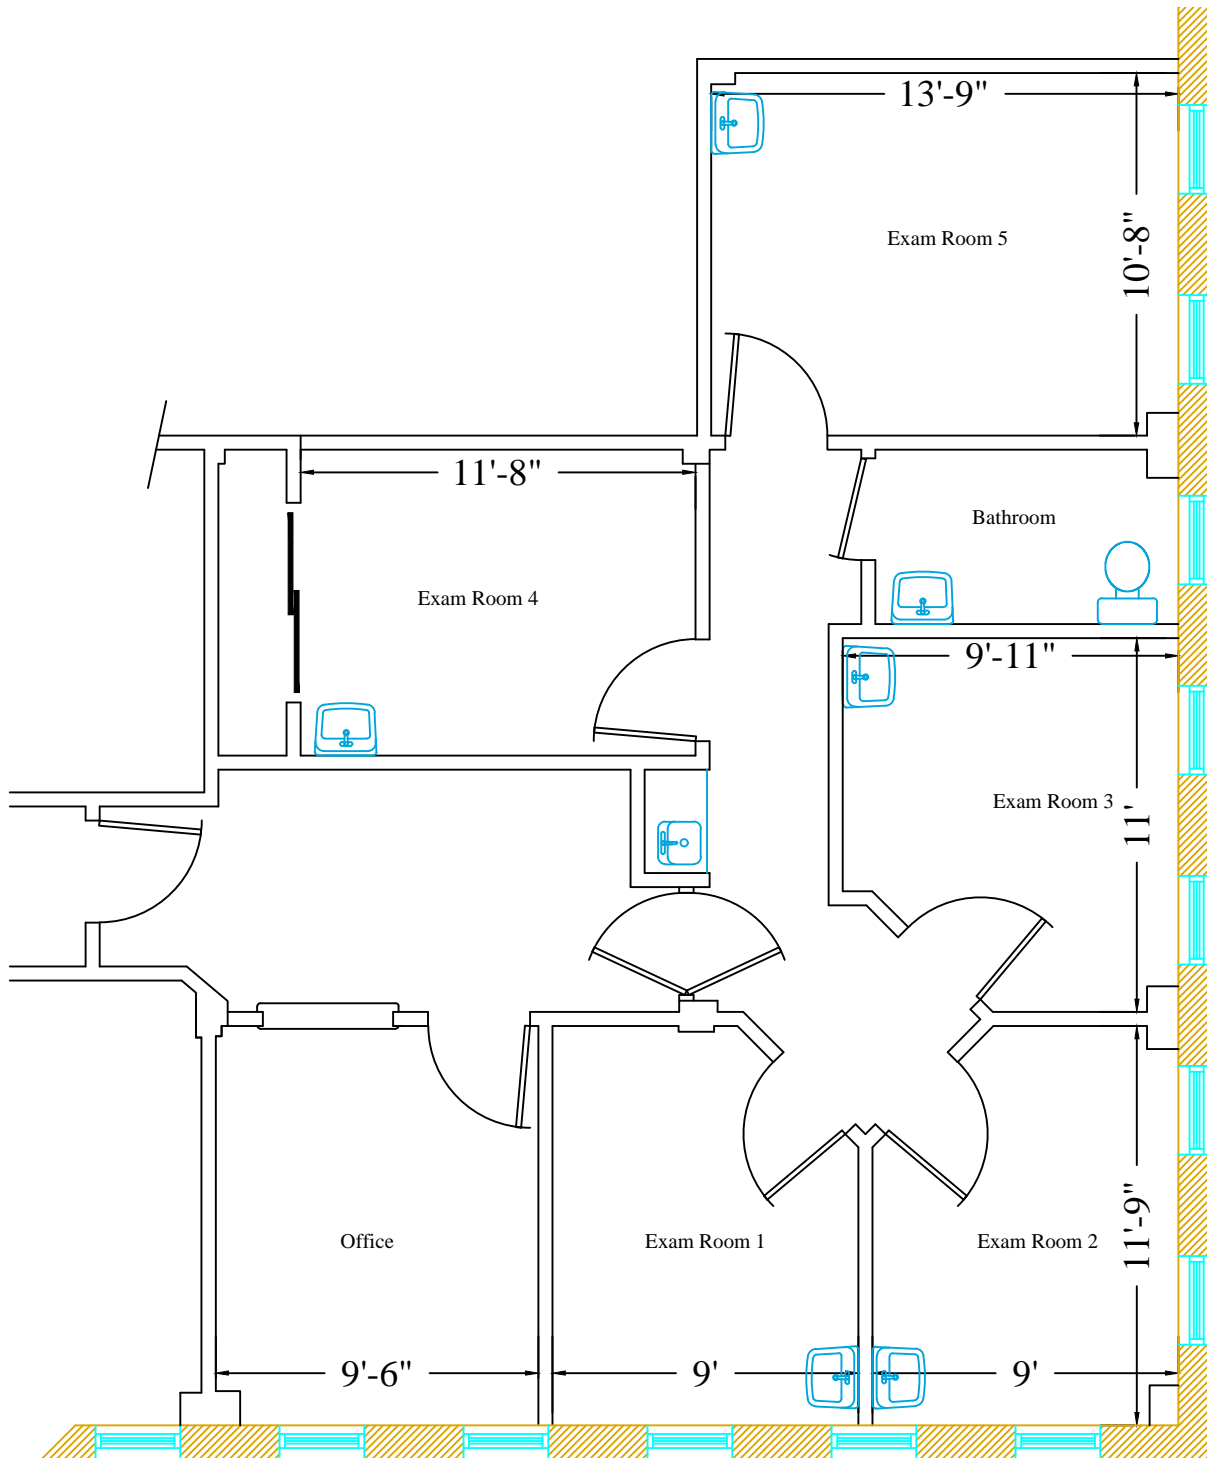 13'-9"
Exam Room 5
10'-8"
11'-8"
Bathroom
Exam Room 4
9'-11"
Exam Room 3
11'
Office
Exam Room 1
Exam Room 2
11'-9"
9'-6"
9'
9'